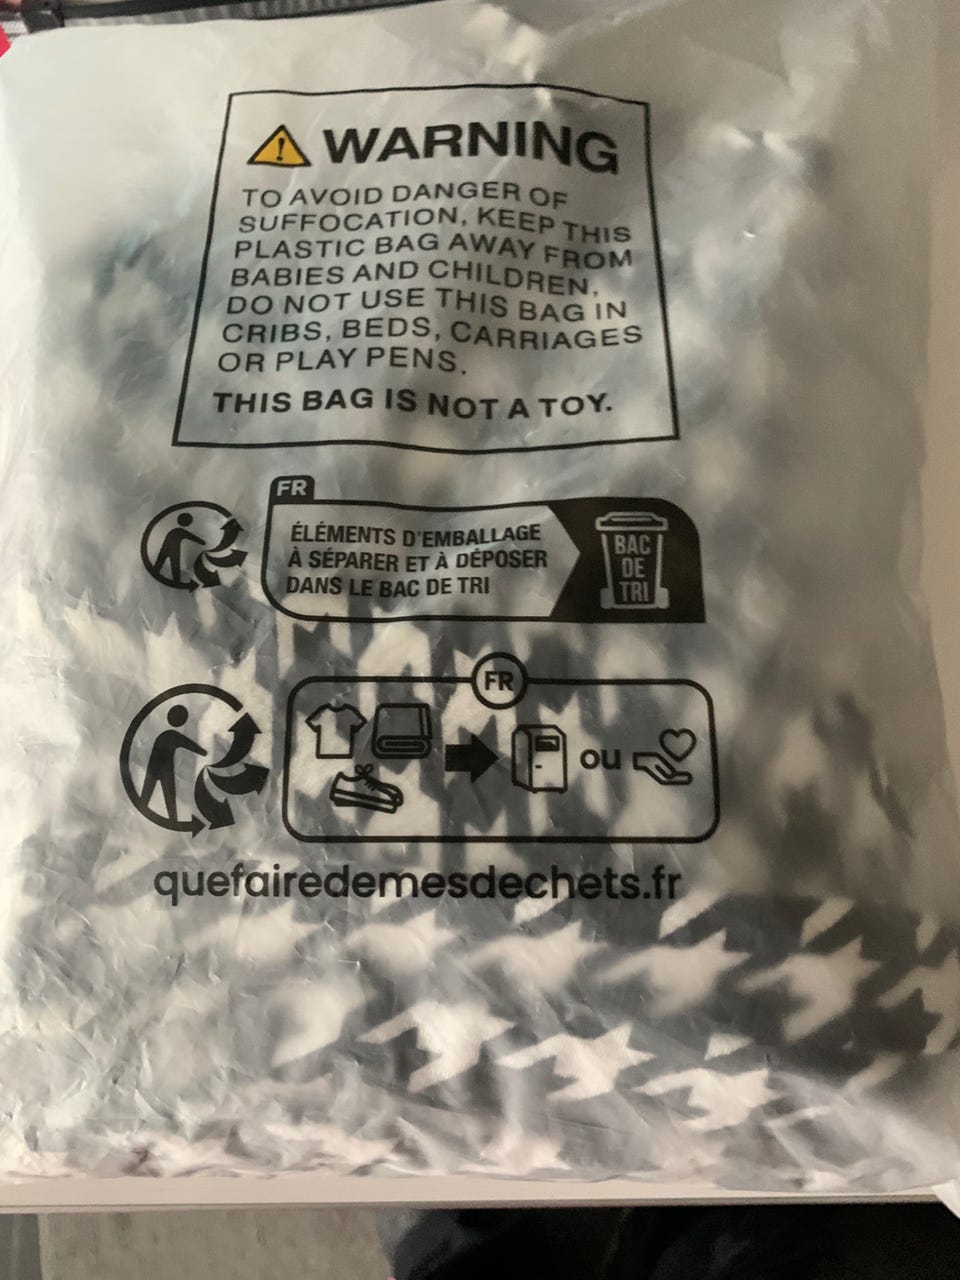 WARNING
TO AVOID DANGER OF
SUFFOCATION, KEEP THIS
PLASTIC BAG AWAY FROM
BABIES AND CHILDREN.
DO NOT USE THIS BAG IN
CRIBS, BEDS, CARRIAGES
OR PLAY PENS.
THIS BAG IS NOT A TOY.
FR
ÉLÉMENTS D'EMBALLAGE
À SÉPARER ET À DÉPOSER
DANS LE BAC DE TRI
BAC
DE
TRI
FR
ou
quefairedemesdechets.fr